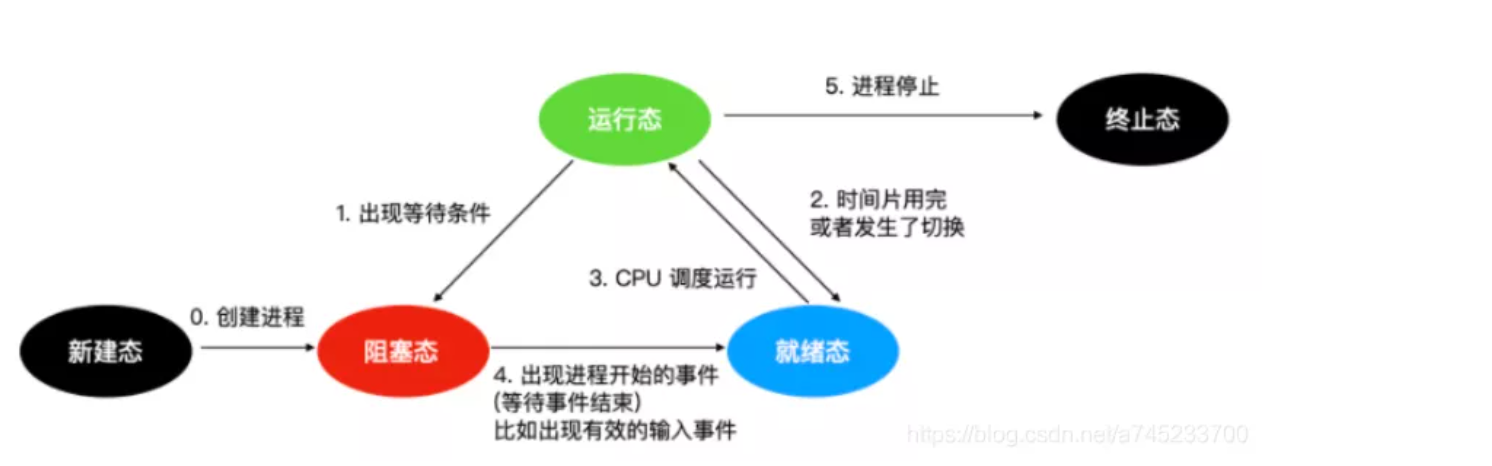 5. 进程停止
运行态
终止态
1. 出现等待条件
2. 时间片用完
或者发生了切换
3. CPU 调度运行
0. 创建进程
新建态
阻塞态
就绪态
4. 出现进程开始的事件
(等待事件结束)
比如出现有效的输入事件
https://blog.csdn.net/a745233700